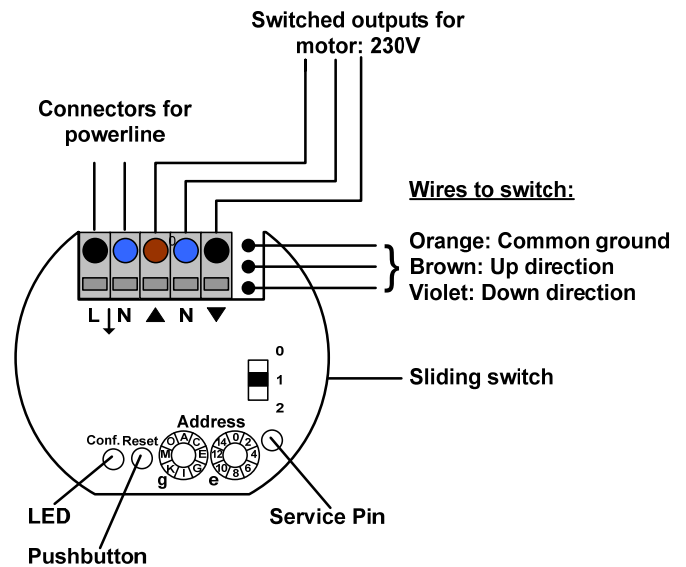 Switched outputs for
motor: 230V
Connectors for
powerline
Wires to switch:
Orange: Common ground
Brown: Up direction
Violet: Down direction
0
L N N
0
1
2
Sliding switch
Address
Conf. Reset
O A C E G I K M
14 0 2 4 6 8 10 12
g e
LED
Service Pin
Pushbutton